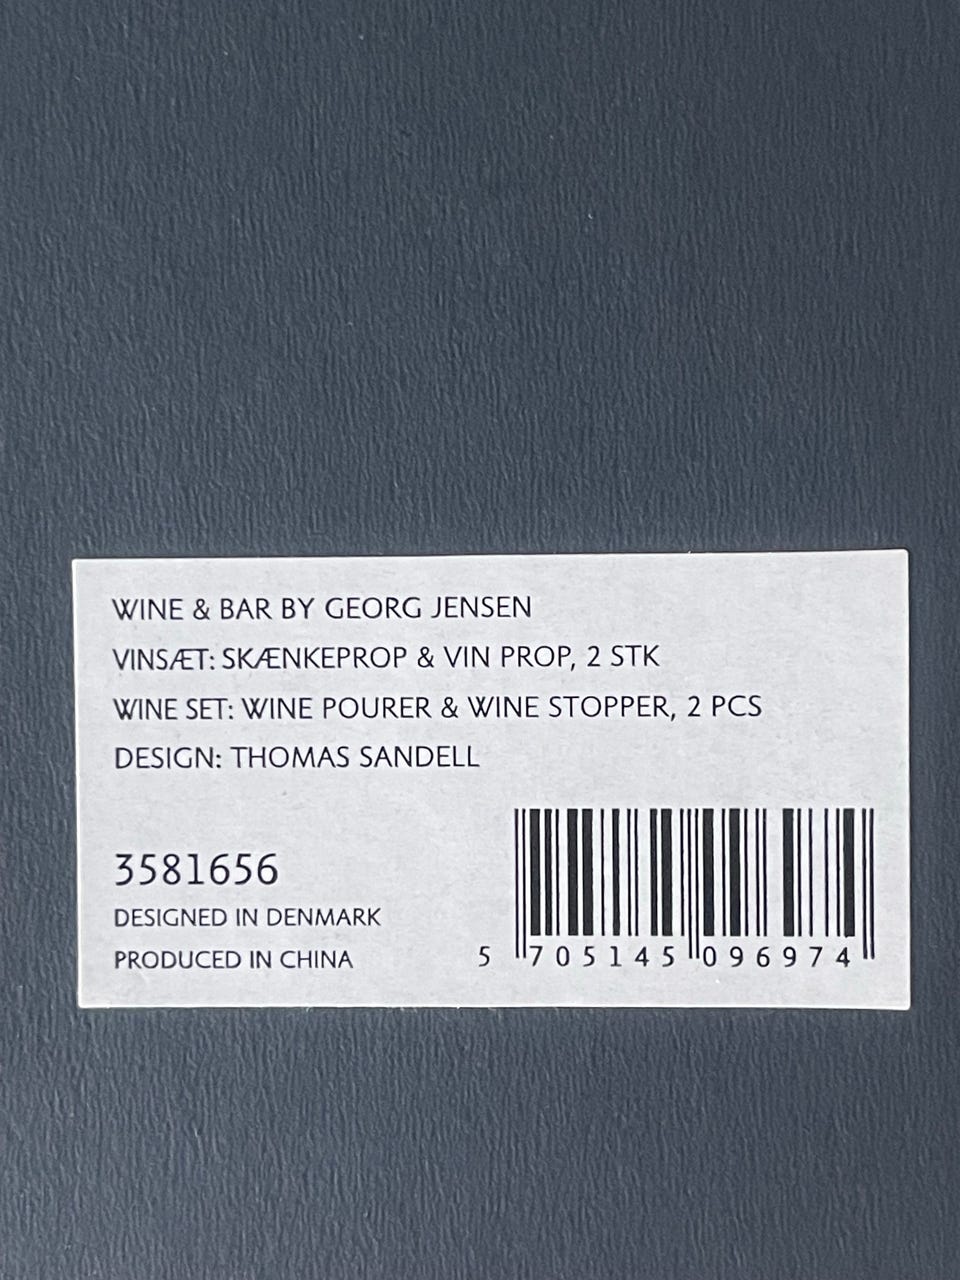 WINE & BAR BY GEORG JENSEN
VINSÆT: SKÆNKEPROP & VIN PROP, 2 STK
WINE SET: WINE POURER & WINE STOPPER, 2 PCS
DESIGN: THOMAS SANDELL
3581656
DESIGNED IN DENMARK
PRODUCED IN CHINA
5 705145 096974